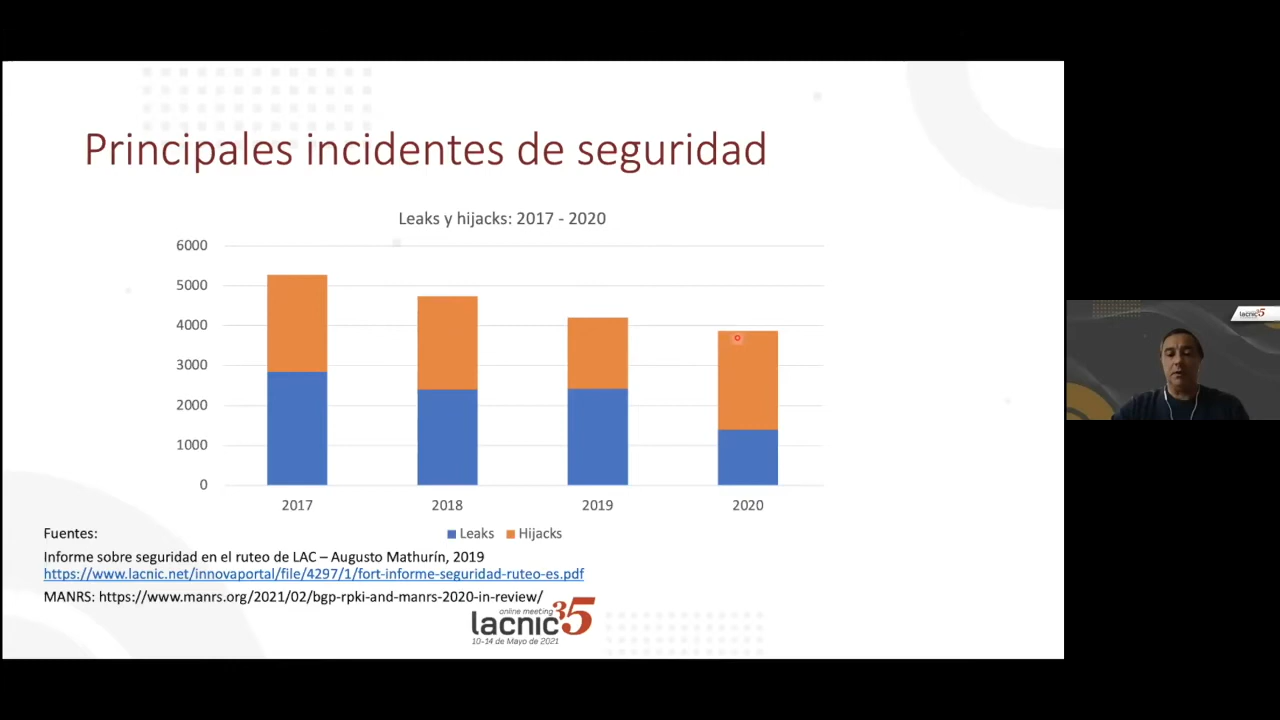 Principales incidentes de seguridad
Leaks y hijacks: 2017 - 2020
6000
5000
4000
3000
2000
1000
0
2017 2018 2019 2020
Leaks Hijacks
Fuentes:
Informe sobre seguridad en el ruteo de LAC – Augusto Mathurín, 2019
https://www.lacnic.net/innovaportal/file/4297/1/fort-informe-seguridad-ruteo-es.pdf
MANRS: https://www.manrs.org/2021/02/bgp-rpki-and-manrs-2020-in-review/
online meeting
lacnic35
10-14 de Mayo de 2021
lacnic35